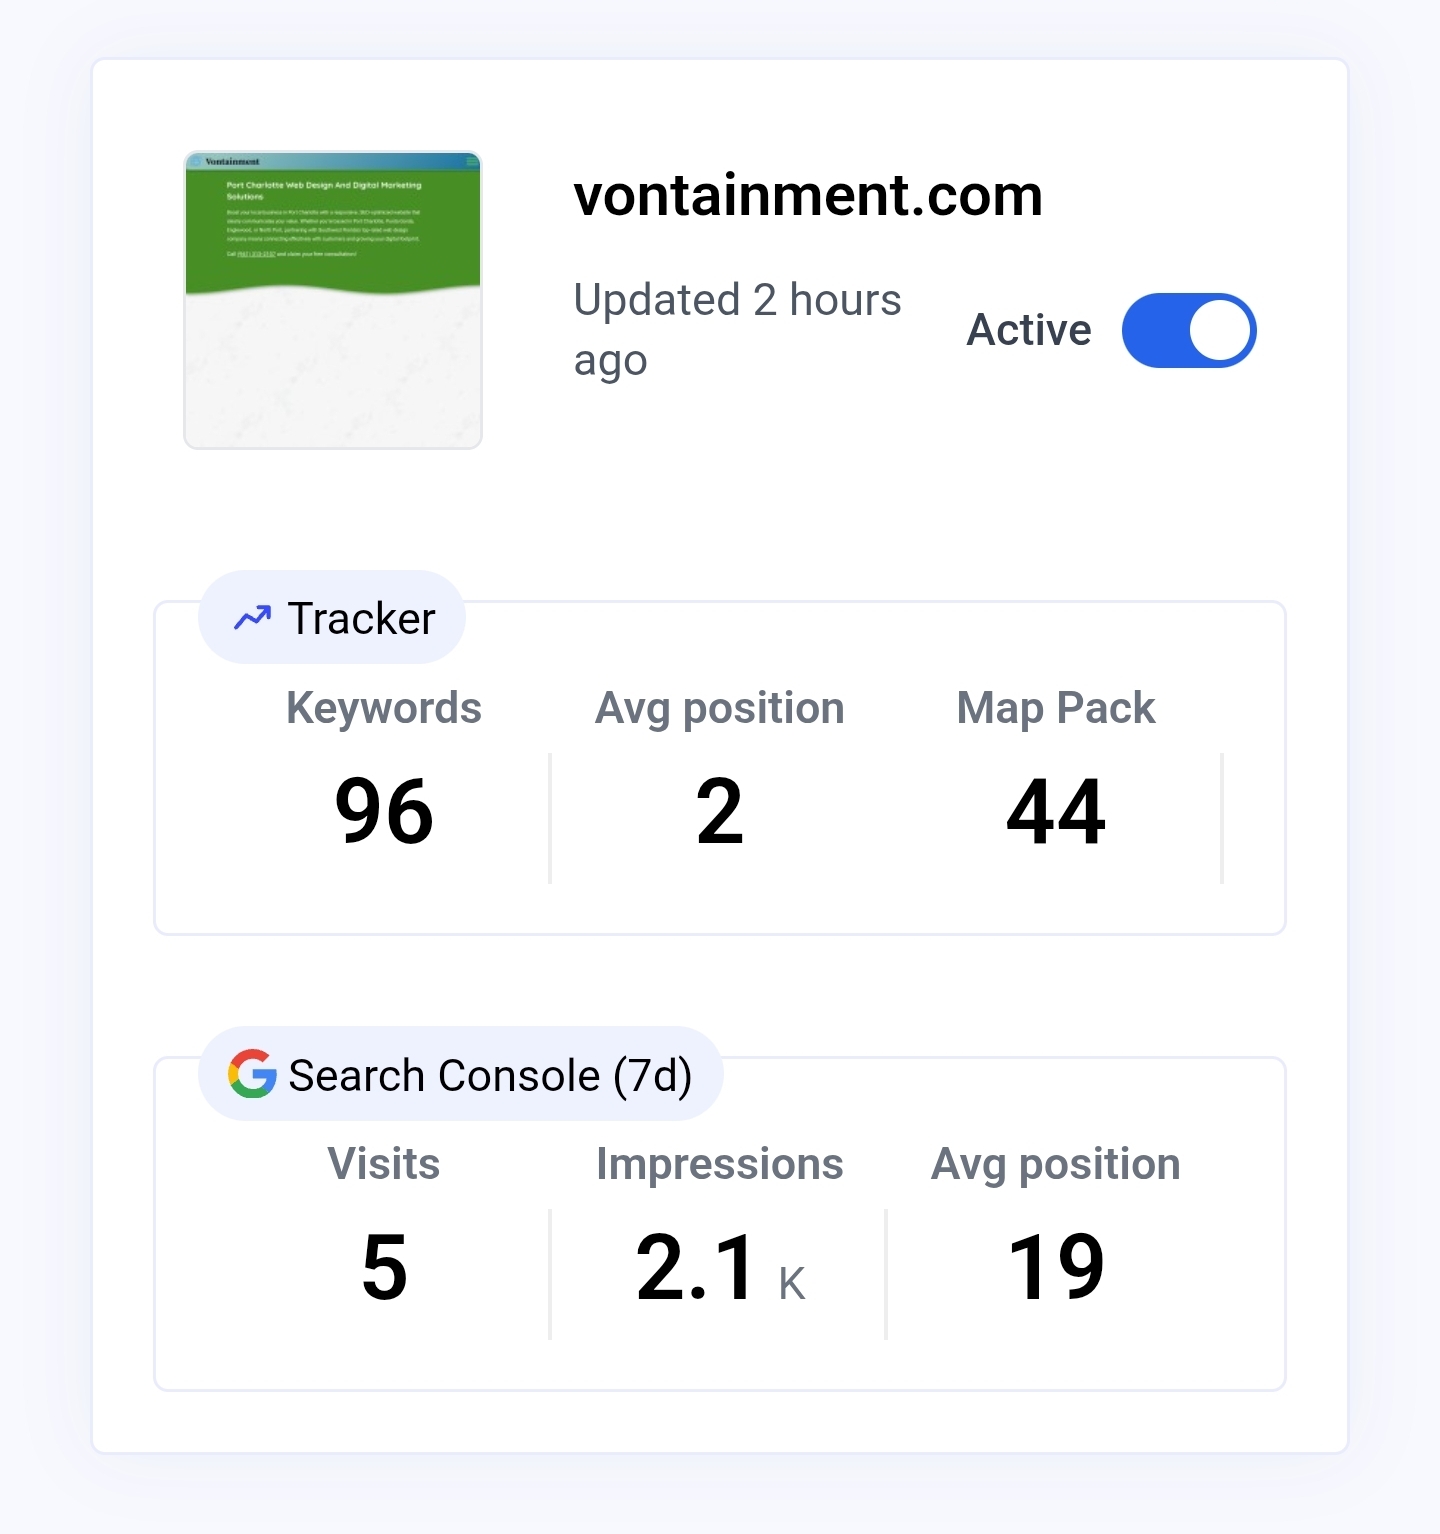 Vontainment
Port Charlotte Web Design And Digital Marketing
Solutions
vontainment.com
Updated 2 hours
ago
Active
Tracker
Keywords
Avg position
Map Pack
96
2
44
Search Console (7d)
Visits
Impressions
Avg position
5
2.1 K
19